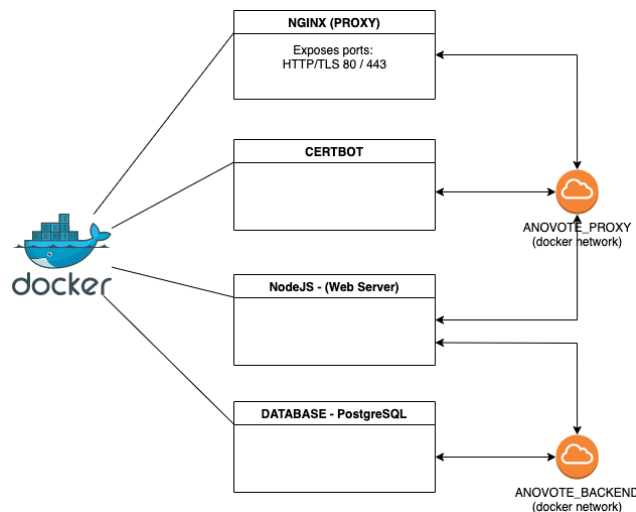 NGINX (PROXY)
Exposes ports:
HTTP/TLS 80 / 443
CERTBOT
ANOVOTE_PROXY
(docker network)
docker
NodeJS - (Web Server)
DATABASE - PostgreSQL
ANOVOTE_BACKEND
(docker network)